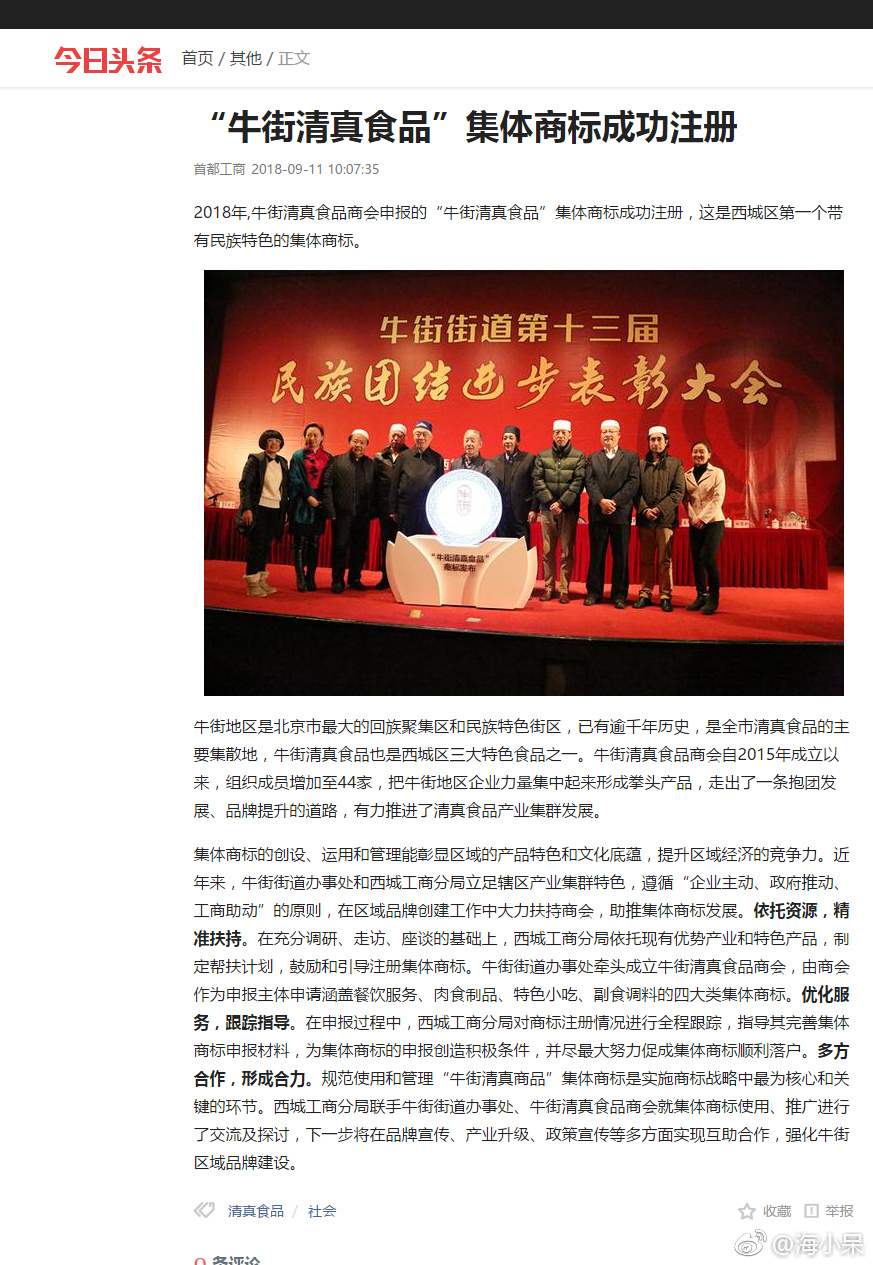 今日头条 首页 / 其他 / 正文
“牛街清真食品”集体商标成功注册
首都工商 2018-09-11 10:07:35
2018年,牛街清真食品商会申报的“牛街清真食品”集体商标成功注册，这是西城区第一个带
有民族特色的集体商标。
牛街街道第十三届
民族团结进步表彰大会
牛街
“牛街清真食品”
商标发布
牛街地区是北京市最大的回族聚集区和民族特色街区，已有逾千年历史，是全市清真食品的主
要集散地，牛街清真食品也是西城区三大特色食品之一。牛街清真食品商会自2015年成立以
来，组织成员增加至44家，把牛街地区企业力量集中起来形成拳头产品，走出了一条抱团发
展、品牌提升的道路，有力推进了清真食品产业集群发展。
集体商标的创设、运用和管理能彰显区域的产品特色和文化底蕴，提升区域经济的竞争力。近
年来，牛街街道办事处和西城工商分局立足辖区产业集群特色，遵循“企业主动、政府推动、
工商助动”的原则，在区域品牌创建工作中大力扶持商会，助推集体商标发展。依托资源，精
准扶持。在充分调研、走访、座谈的基础上，西城工商分局依托现有优势产业和特色产品，制
定帮扶计划，鼓励和引导注册集体商标。牛街街道办事处牵头成立牛街清真食品商会，由商会
作为申报主体申请涵盖餐饮服务、肉食制品、特色小吃、副食调料的四大类集体商标。优化服
务，跟踪指导。在申报过程中，西城工商分局对商标注册情况进行全程跟踪，指导其完善集体
商标申报材料，为集体商标的申报创造积极条件，并尽最大努力促成集体商标顺利落户。多方
合作，形成合力。规范使用和管理“牛街清真商品”集体商标是实施商标战略中最为核心和关
键的环节。西城工商分局联手牛街街道办事处、牛街清真食品商会就集体商标使用、推广进行
了交流及探讨，下一步将在品牌宣传、产业升级、政策宣传等多方面实现互助合作，强化牛街
区域品牌建设。
清真食品 / 社会 收藏 举报
@海小呆
0 条评论